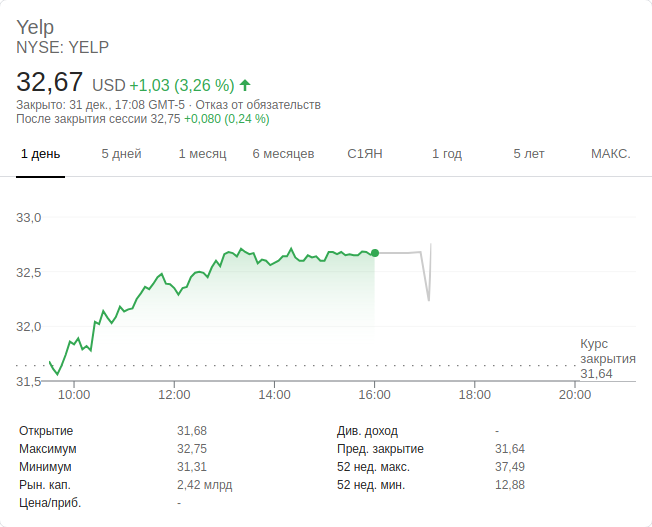 Yelp
NYSE: YELP
32,67 USD +1,03 (3,26 %)
Закрыто: 31 дек., 17:08 GMT-5 · Отказ от обязательств
После закрытия сессии 32,75 +0,080 (0,24 %)
1 день 5 дней 1 месяц 6 месяцев С1ЯН 1 год 5 лет МАКС.
33,0
32,5
32,0
31,5
Курс
закрытия
31,64
10:00 12:00 14:00 16:00 18:00 20:00
Открытие 31,68 Див. доход -
Максимум 32,75 Пред. закрытие 31,64
Минимум 31,31 52 нед. макс. 37,49
Рын. кап. 2,42 млрд 52 нед. мин. 12,88
Цена/приб. -